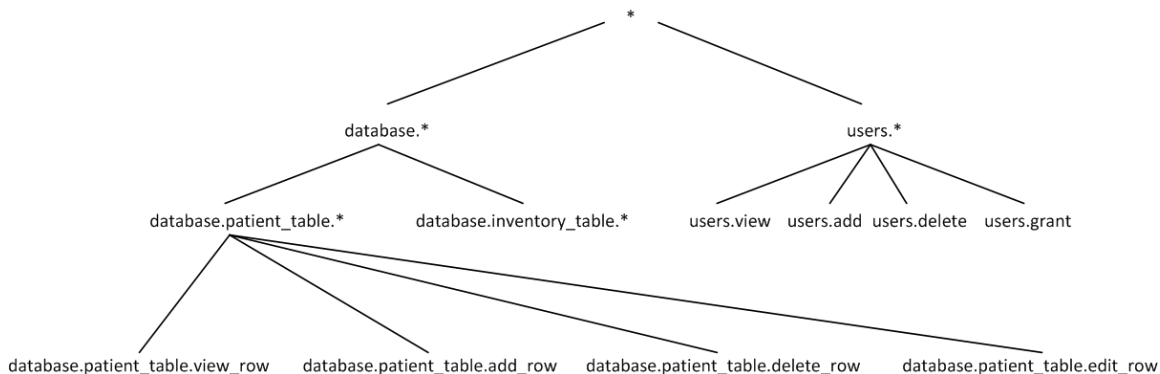 *
database.* users.*
database.patient_table.* database.inventory_table.* users.view users.add users.delete users.grant
database.patient_table.view_row database.patient_table.add_row database.patient_table.delete_row database.patient_table.edit_row